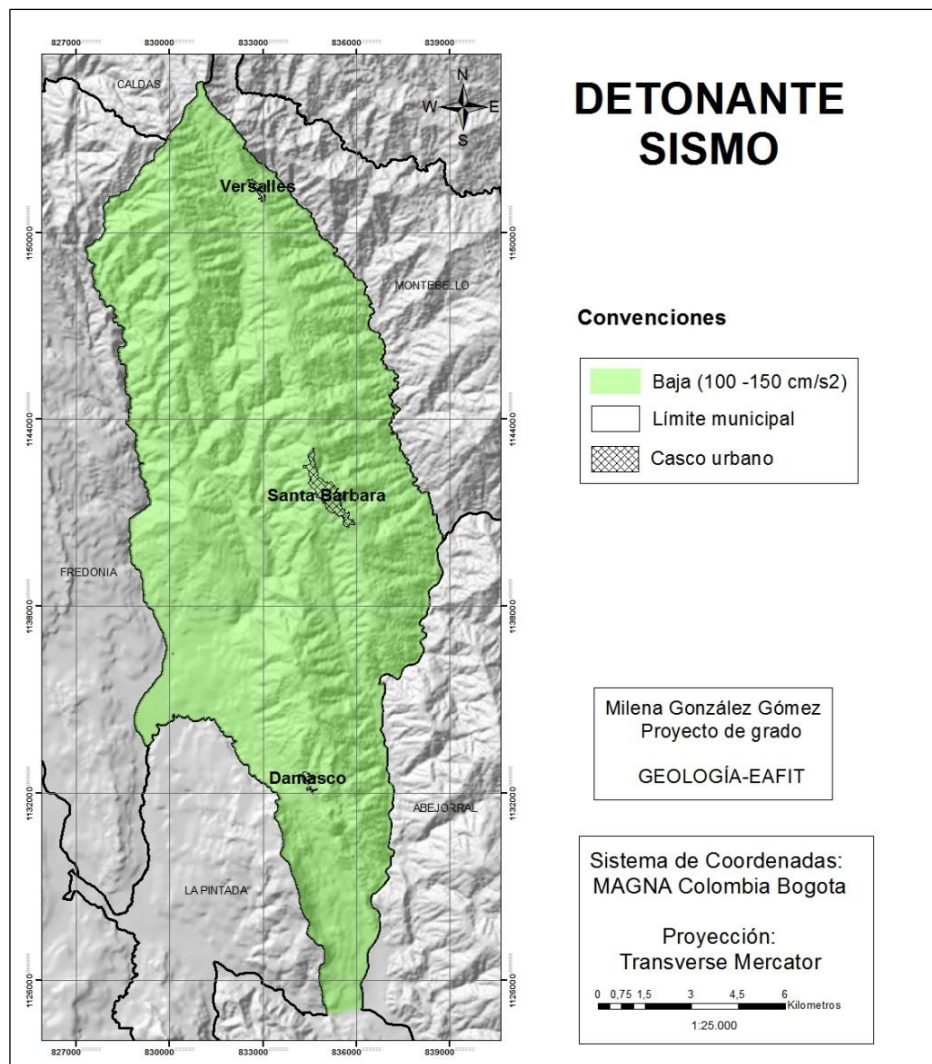 827000
830000
833000
836000
839000
DETONANTE
SISMO
CALDAS
N
W
E
S
Versalles
1150000
1150000
MONTEBELLO
Convenciones
Baja (100 -150 cm/s2)
Límite municipal
Casco urbano
1144000
1144000
Santa Bárbara
FREDONIA
1138000
1138000
Milena González Gómez
Proyecto de grado
GEOLOGÍA-EAFIT
Damasco
1132000
1132000
ABEJORRAL
LA PINTADA
Sistema de Coordenadas:
MAGNA Colombia Bogota
Proyección:
Transverse Mercator
1126000
1126000
0 0,75 1,5 3 4,5 6
Kilometros
1:25.000
827000
830000
833000
836000
839000